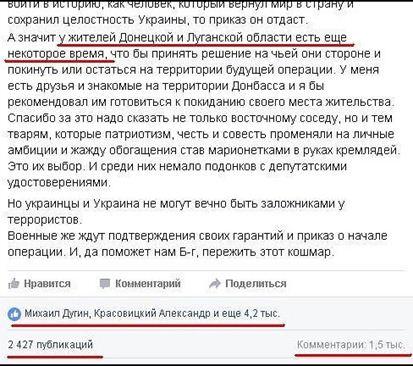 войти в историю, как человек, который вернул мир в страну и
сохранил целостность Украины, то приказ он отдаст.
А значит у жителей Донецкой и Луганской области есть еще
некоторое время, что бы принять решение на чьей они стороне и
покинуть или остаться на территории будущей операции. У меня
есть друзья и знакомые на территории Донбасса и я бы
рекомендовал им готовиться к покиданию своего места жительства.
Спасибо за это надо сказать не только восточному соседу, но и тем
тварям, которые патриотизм, честь и совесть променяли на личные
амбиции и жажду обогащения став марионетками в руках кремлядей.
Это их выбор. И среди них немало подонков с депутатскими
удостоверениями.
Но украинцы и Украина не могут вечно быть заложниками у
террористов.
Военные же ждут подтверждения своих гарантий и приказ о начале
операции. И, да поможет нам Б-г, пережить этот кошмар.
Нравится Комментарий Поделиться
Михаил Дугин, Красовицкий Александр и еще 4,2 тыс.
2 427 публикаций Комментарии: 1,5 тыс.